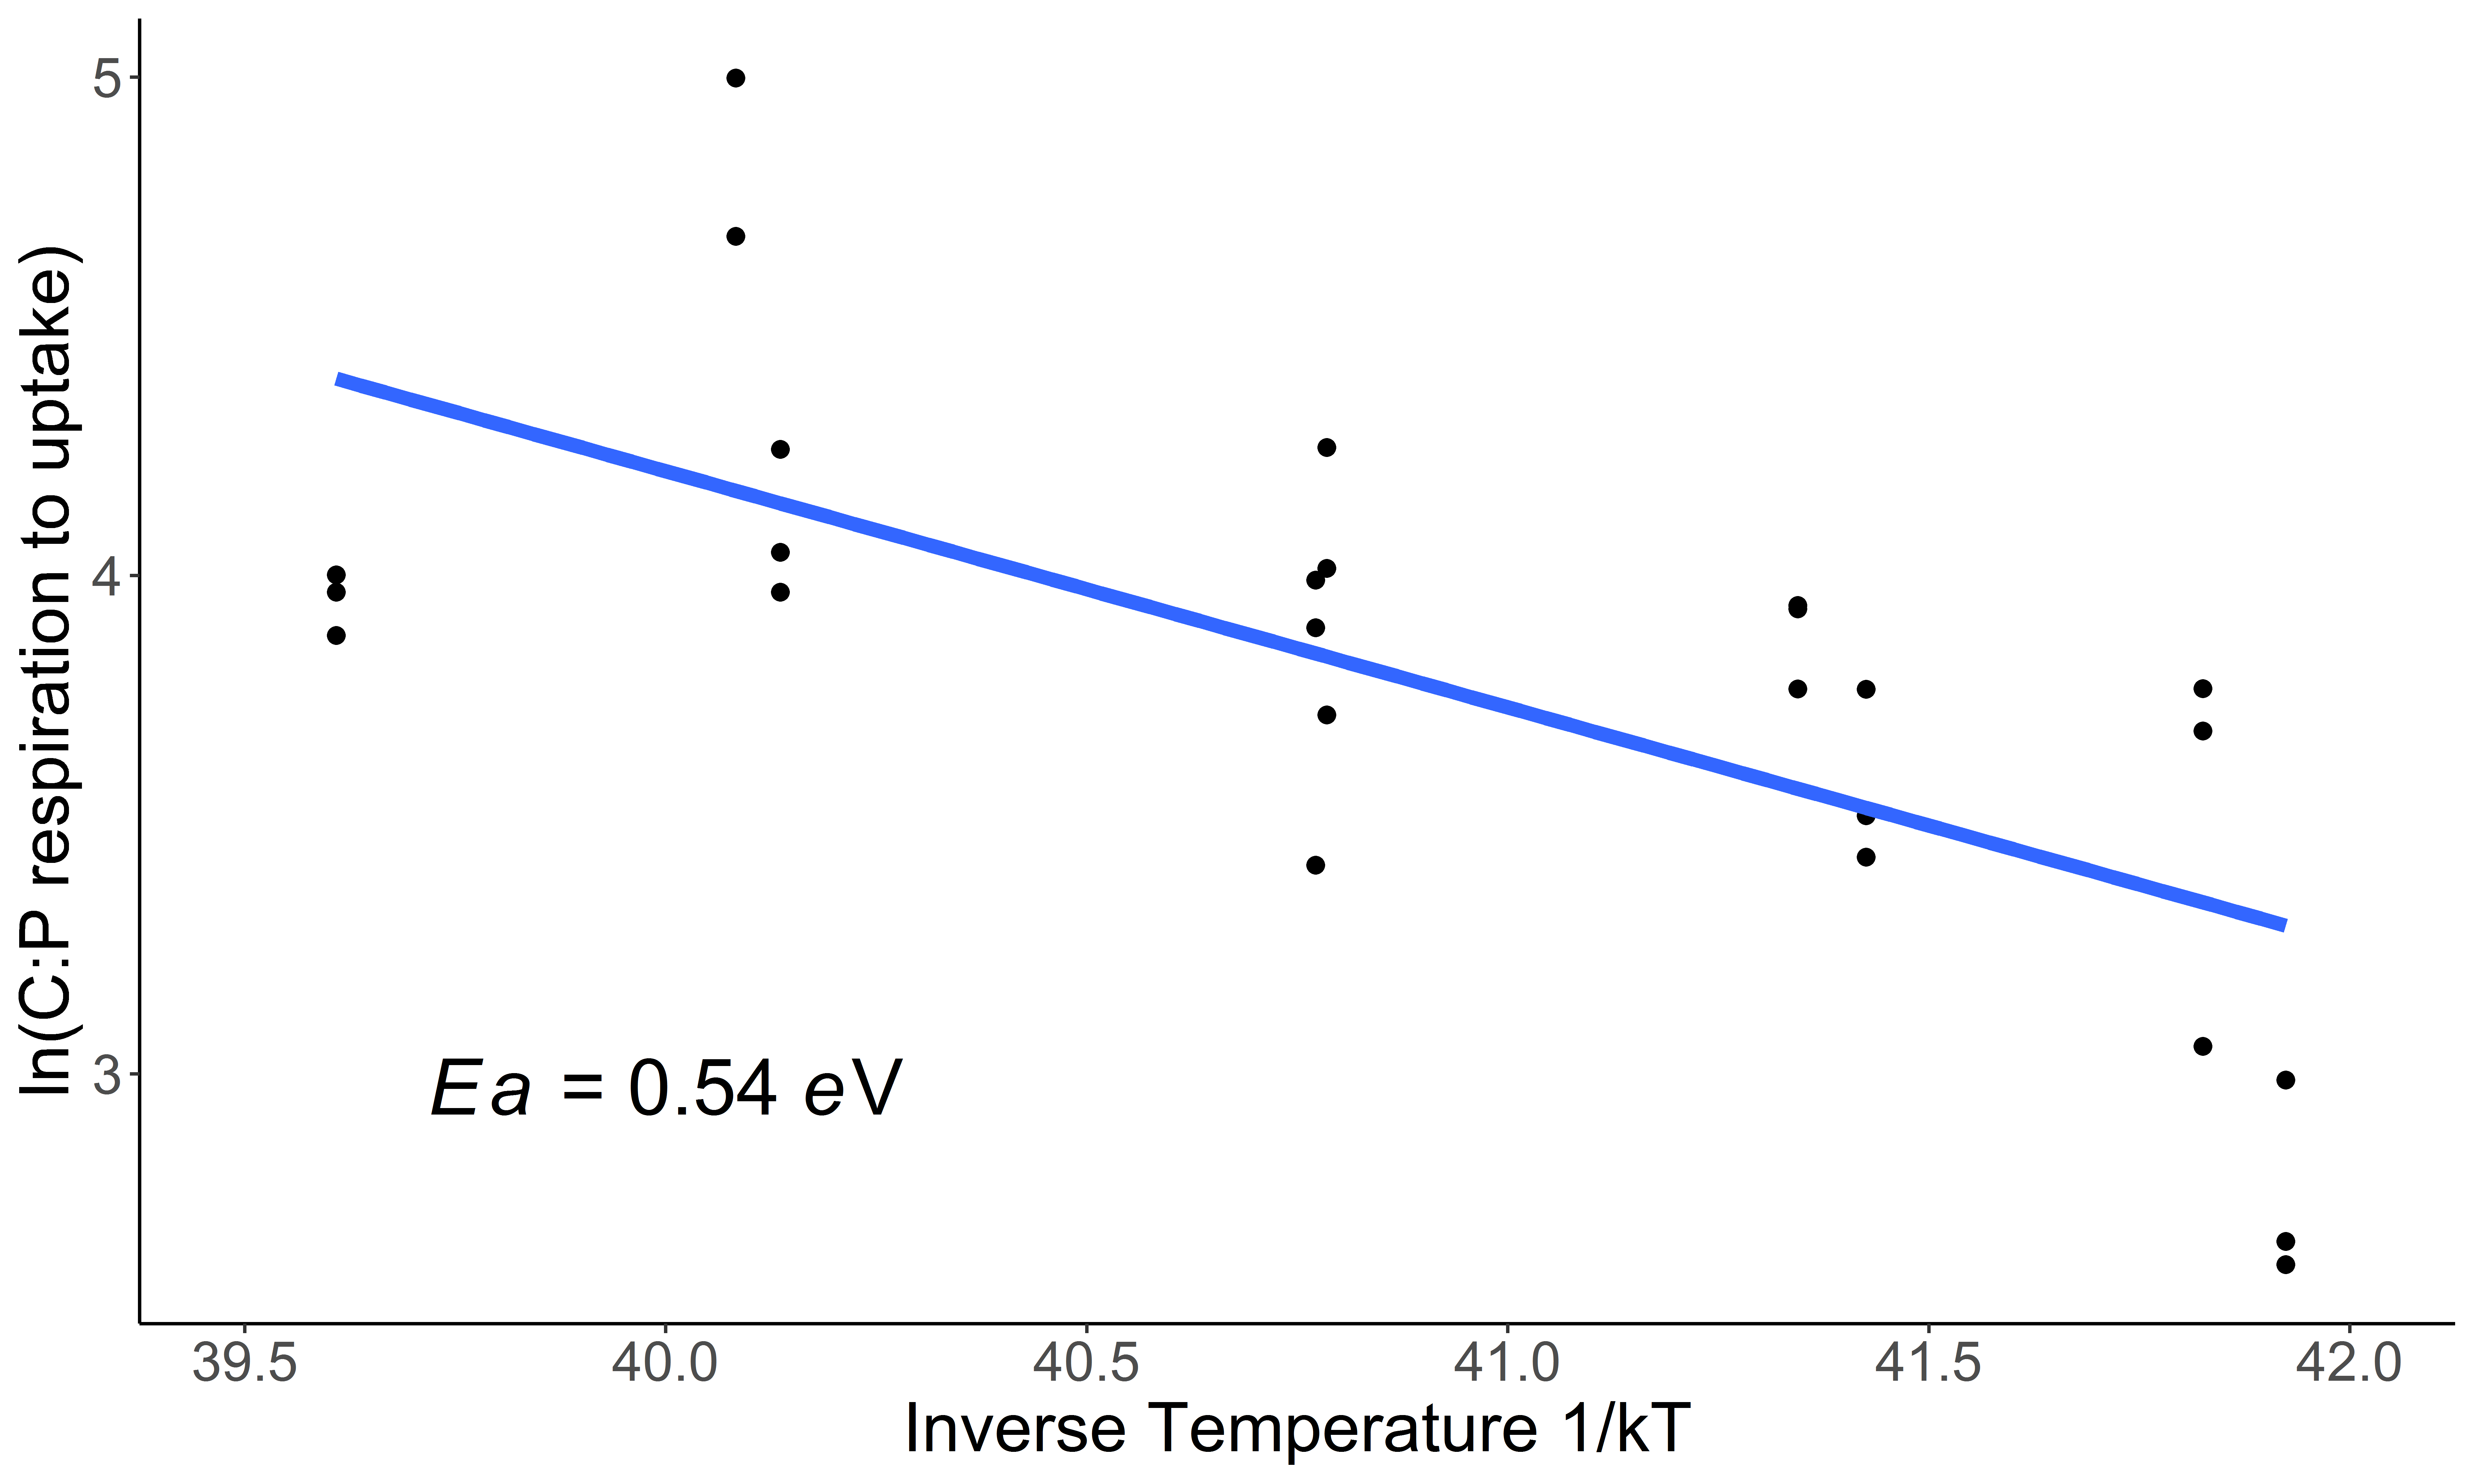 ln(C:P respiration to uptake)
5
4
3
Ea = 0.54 eV
39.5 40.0 40.5 41.0 41.5 42.0
Inverse Temperature 1/kT